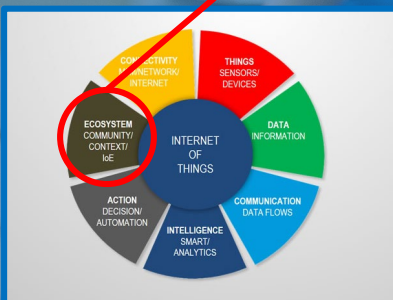 CONNECTIVITY
INTERNET
THINGS
SENSORS/
DEVICES
DATA
INFORMATION
COMMUNICATION
DATA FLOWS
INTELLIGENCE
SMART/
ANALYTICS
ACTION
DECISION/
AUTOMATION
ECOSYSTEM
COMMUNITY/
CONTEXT/
IoE
INTERNET
OF
THINGS